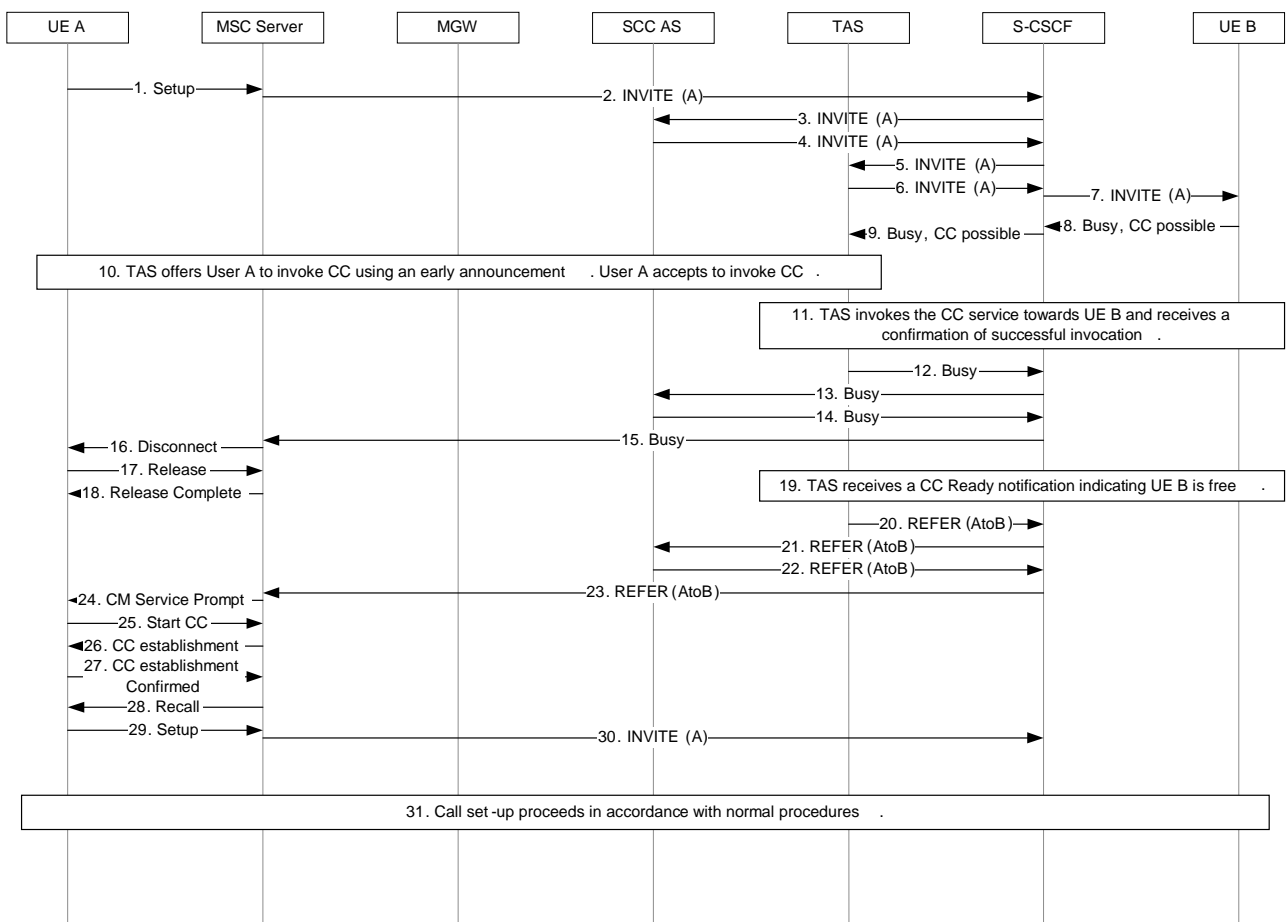 UE A
MSC Server
MGW
SCC AS
TAS
S-CSCF
UE B
1. Setup
2. INVITE (A)
3. INVITE (A)
4. INVITE (A)
5. INVITE (A)
6. INVITE (A)
7. INVITE (A)
8. Busy, CC possible
9. Busy, CC possible
10. TAS offers User A to invoke CC using an early announcement . User A accepts to invoke CC .
11. TAS invokes the CC service towards UE B and receives a
confirmation of successful invocation .
12. Busy
13. Busy
14. Busy
15. Busy
16. Disconnect
17. Release
18. Release Complete
19. TAS receives a CC Ready notification indicating UE B is free .
20. REFER (AtoB)
21. REFER (AtoB)
22. REFER (AtoB)
23. REFER (AtoB)
24. CM Service Prompt
25. Start CC
26. CC establishment
27. CC establishment
Confirmed
28. Recall
29. Setup
30. INVITE (A)
31. Call set-up proceeds in accordance with normal procedures .